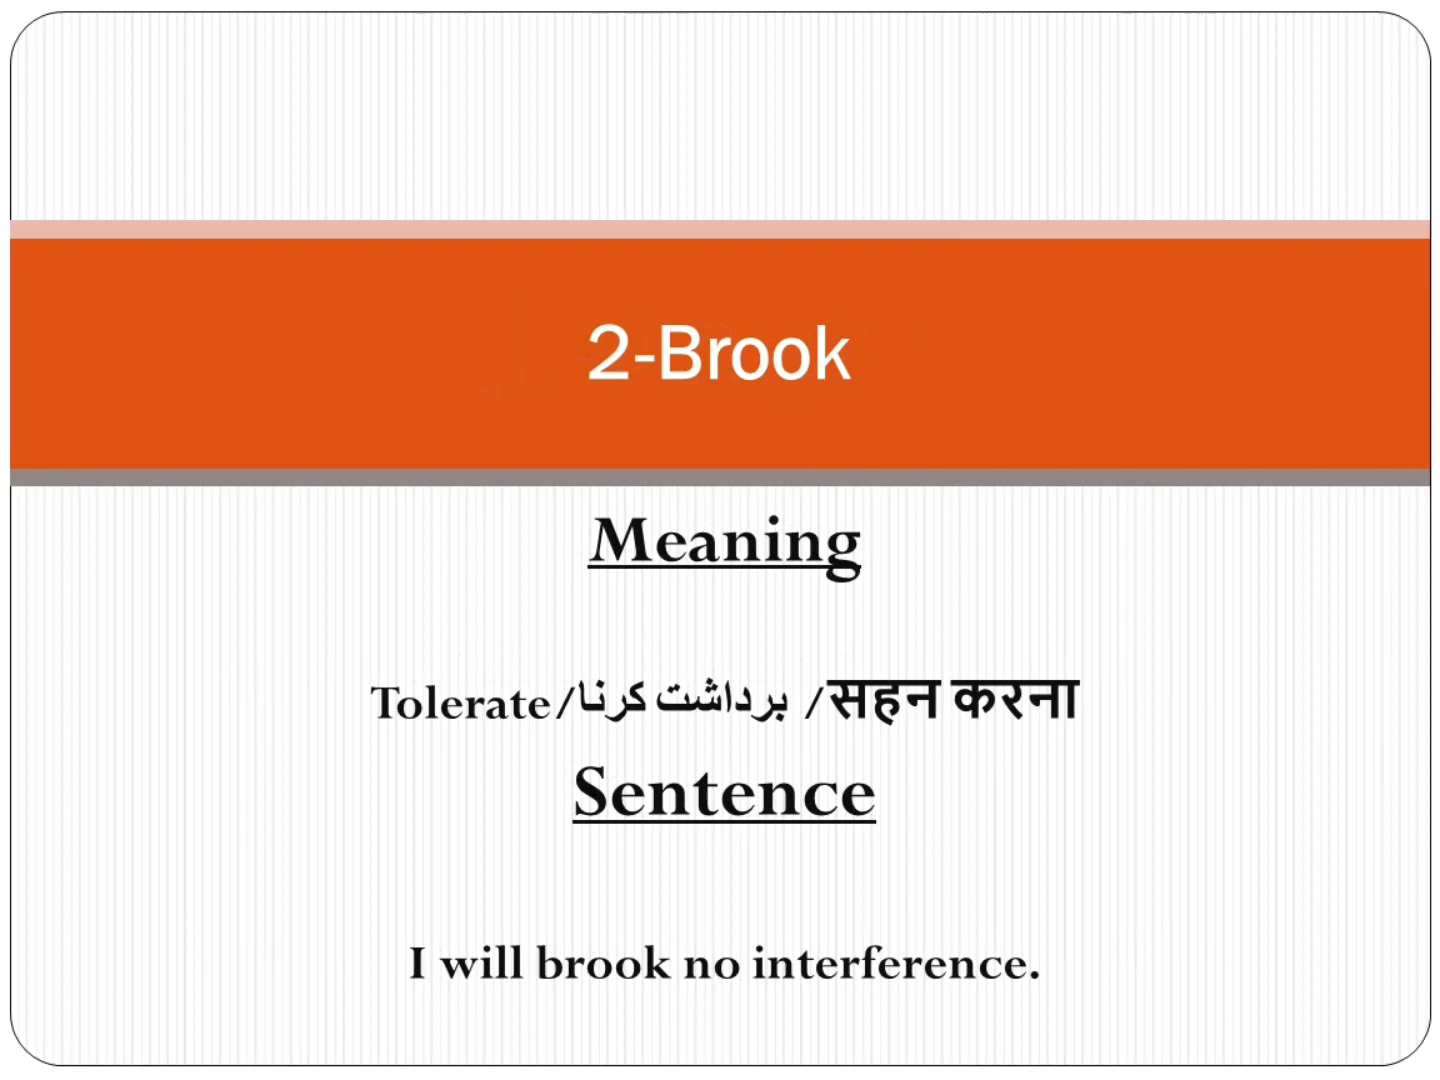 2-Brook
Meaning
Tolerate/برداشت کرنا /सहन करना
Sentence
I will brook no interference.